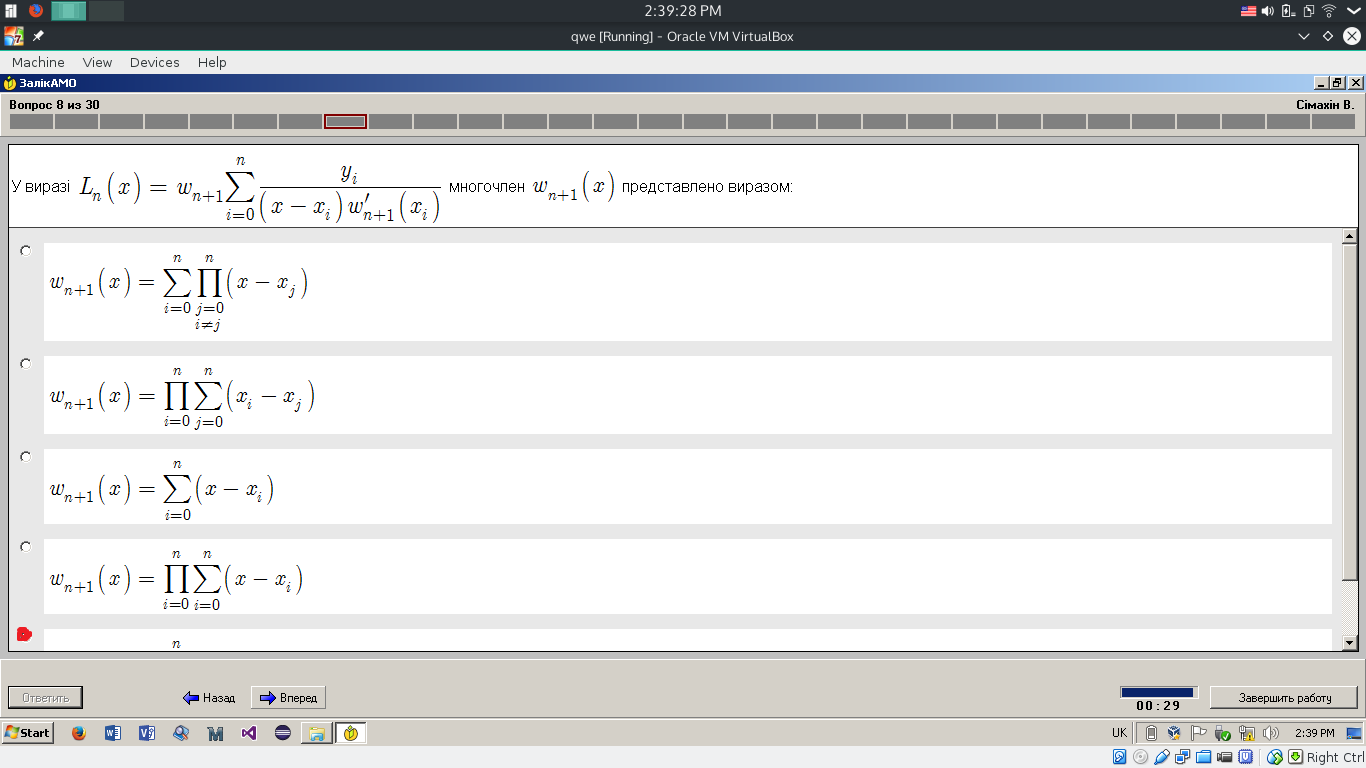 2:39:28 PM
qwe [Running] - Oracle VM VirtualBox
Machine View Devices Help
ЗалікАМО
Вопрос 8 из 30 Сімахін В.
У виразі L_n(x) = w_{n+1} \sum_{i=0}^{n} \frac{y_i}{(x - x_i) w'_{n+1}(x_i)} многочлен w_{n+1}(x) представлено виразом:
w_{n+1}(x) = \sum_{i=0}^{n} \prod_{j=0, i≠j}^{n} (x - x_j)
w_{n+1}(x) = \prod_{i=0}^{n} \sum_{j=0}^{n} (x_i - x_j)
w_{n+1}(x) = \sum_{i=0}^{n} (x - x_i)
w_{n+1}(x) = \prod_{i=0}^{n} \sum_{i=0}^{n} (x - x_i)
n
Ответить Назад Вперед 00:29 Завершить работу
Start UK 2:39 PM
Right Ctrl